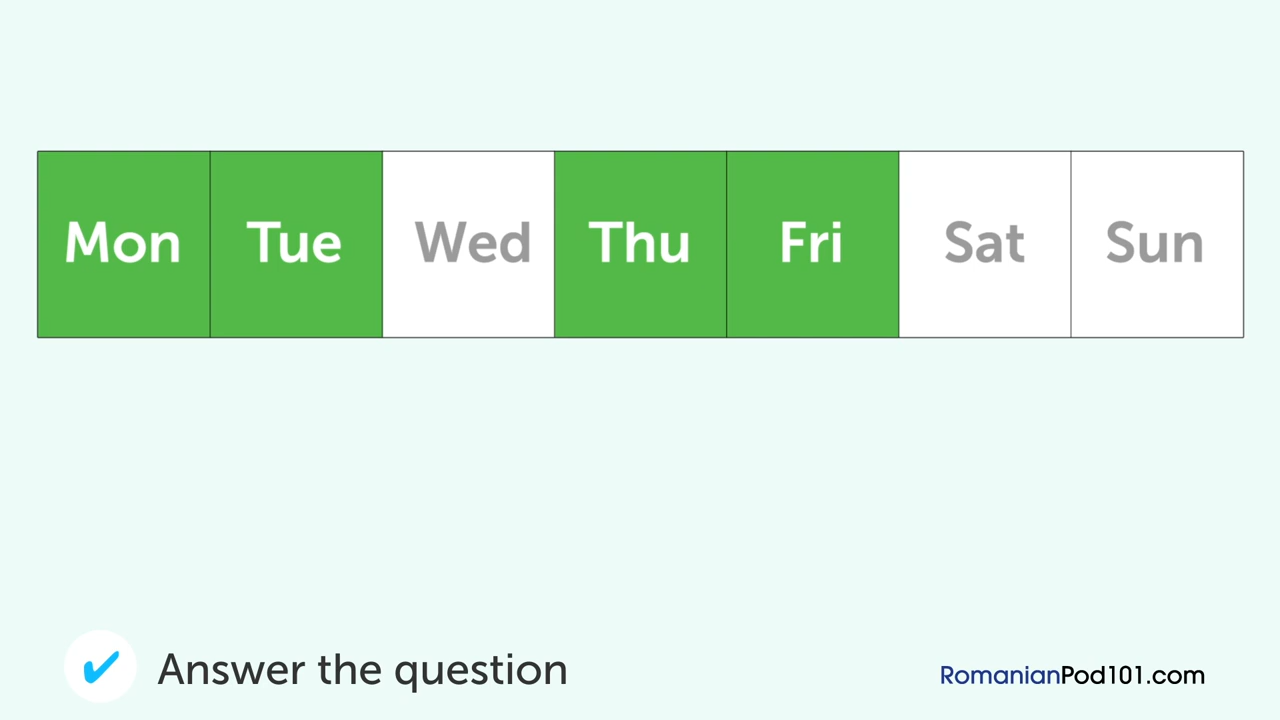 Mon Tue Wed Thu Fri Sat Sun
✔ Answer the question
RomanianPod101.com